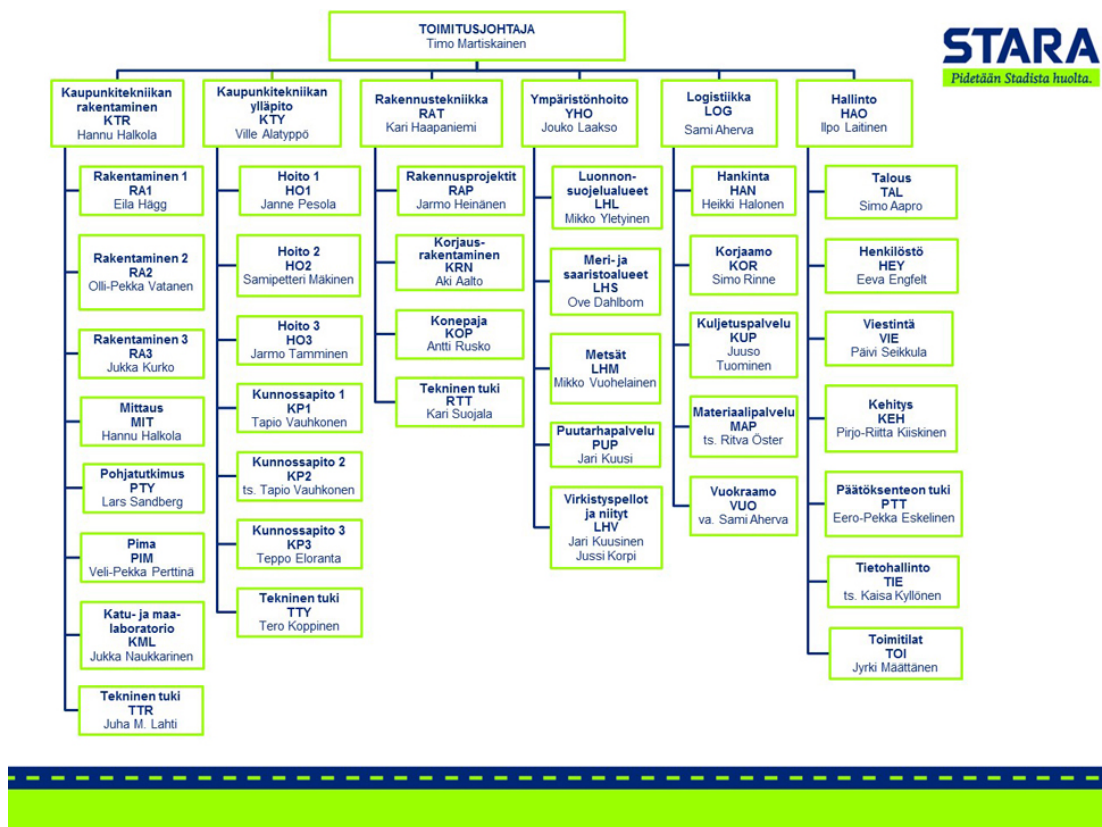 TOIMITUSJOHTAJA
Timo Martiskainen
STARA
Pidetään Stadista huolta.
Kaupunkitekniikan
rakentaminen
KTR
Hannu Halkola
Rakentaminen 1
RA1
Eila Hägg
Rakentaminen 2
RA2
Olli-Pekka Vatanen
Rakentaminen 3
RA3
Jukka Kurko
Mittaus
MIT
Hannu Halkola
Pohjatutkimus
PTY
Lars Sandberg
Pima
PIM
Veli-Pekka Perttinä
Katu- ja maa-
laboratorio
KML
Jukka Naukkarinen
Tekninen tuki
TTR
Juha M. Lahti
Kaupunkitekniikan
ylläpito
KTY
Ville Alatyppö
Hoito 1
HO1
Janne Pesola
Hoito 2
HO2
Samipetteri Mäkinen
Hoito 3
HO3
Jarmo Tamminen
Kunnossapito 1
KP1
Tapio Vauhkonen
Kunnossapito 2
KP2
ts. Tapio Vauhkonen
Kunnossapito 3
KP3
Teppo Eloranta
Tekninen tuki
TTY
Tero Koppinen
Rakennustekniikka
RAT
Kari Haapaniemi
Rakennusprojektit
RAP
Jarmo Heinänen
Korjaus-
rakentaminen
KRN
Aki Aalto
Konepaja
KOP
Antti Rusko
Tekninen tuki
RTT
Kari Suojala
Ympäristönhoito
YHO
Jouko Laakso
Luonnon-
suojelualueet
LHL
Mikko Yletyinen
Meri- ja
saaristoalueet
LHS
Ove Dahlbom
Metsät
LHM
Mikko Vuohelainen
Puutarhapalvelu
PUP
Jari Kuusi
Virkistyspellot
ja niityt
LHV
Jari Kuusinen
Jussi Korpi
Logistiikka
LOG
Sami Aherva
Hankinta
HAN
Heikki Halonen
Korjaamo
KOR
Simo Rinne
Kuljetuspalvelu
KUP
Juuso
Tuominen
Materiaalipalvelu
MAP
ts. Ritva Öster
Vuokraamo
VUO
va. Sami Aherva
Hallinto
HAO
Ilpo Laitinen
Talous
TAL
Simo Aapro
Henkilöstö
HEY
Eeva Engfelt
Viestintä
VIE
Päivi Seikkula
Kehitys
KEH
Pirjo-Riitta Kiiskinen
Päätöksenteon tuki
PTT
Eero-Pekka Eskelinen
Tietohallinto
TIE
ts. Kaisa Kyllönen
Toimitilat
TOI
Jyrki Määttänen